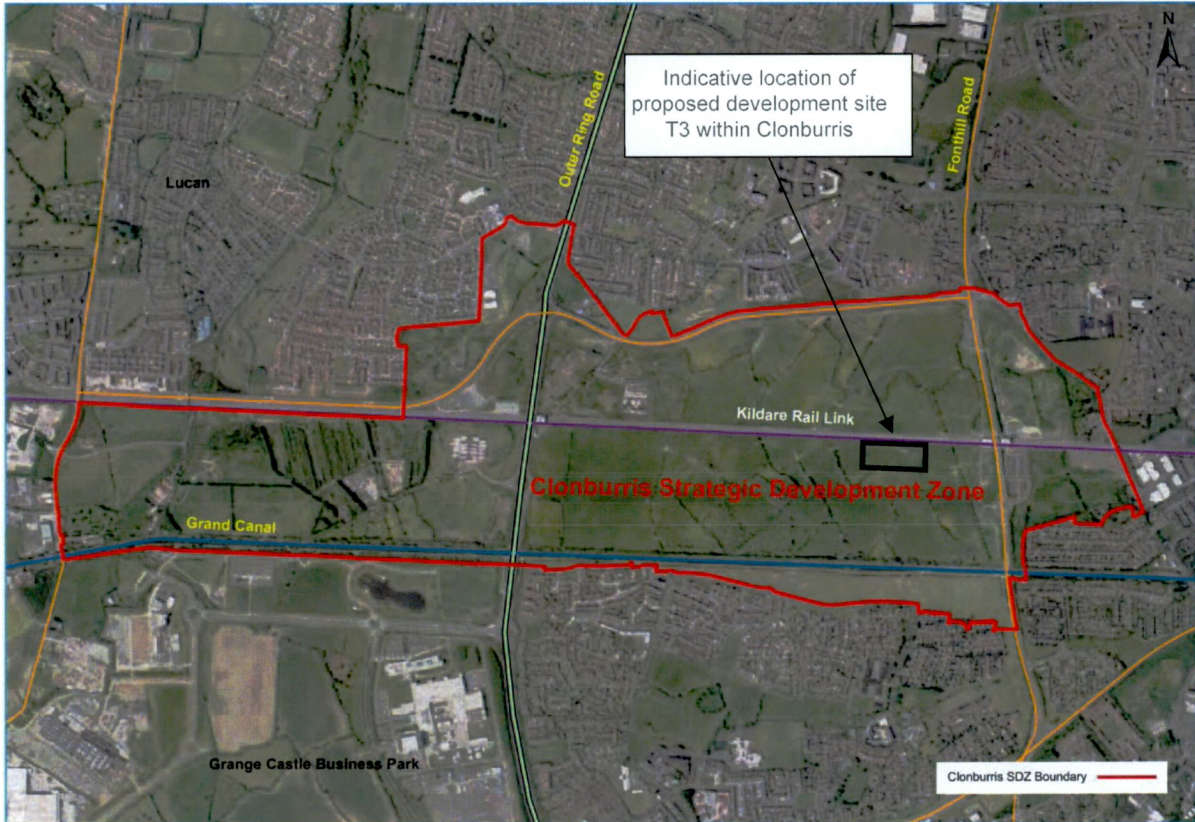 N
Indicative location of
proposed development site
T3 within Clonburris
Outer Ring Road
Fonthill Road
Lucan
Kildare Rail Link
Clonburris Strategic Development Zone
Grand Canal
Grange Castle Business Park
Clonburris SDZ Boundary